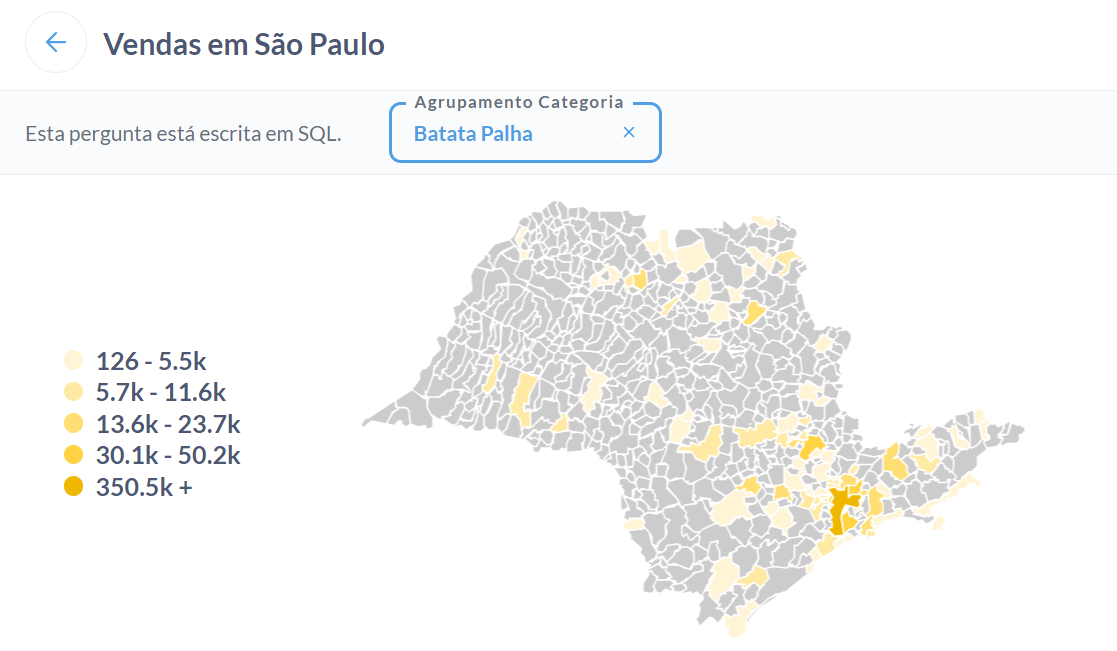 Vendas em São Paulo
Agrupamento Categoria
Esta pergunta está escrita em SQL.
Batata Palha
126 - 5.5k
5.7k - 11.6k
13.6k - 23.7k
30.1k - 50.2k
350.5k +